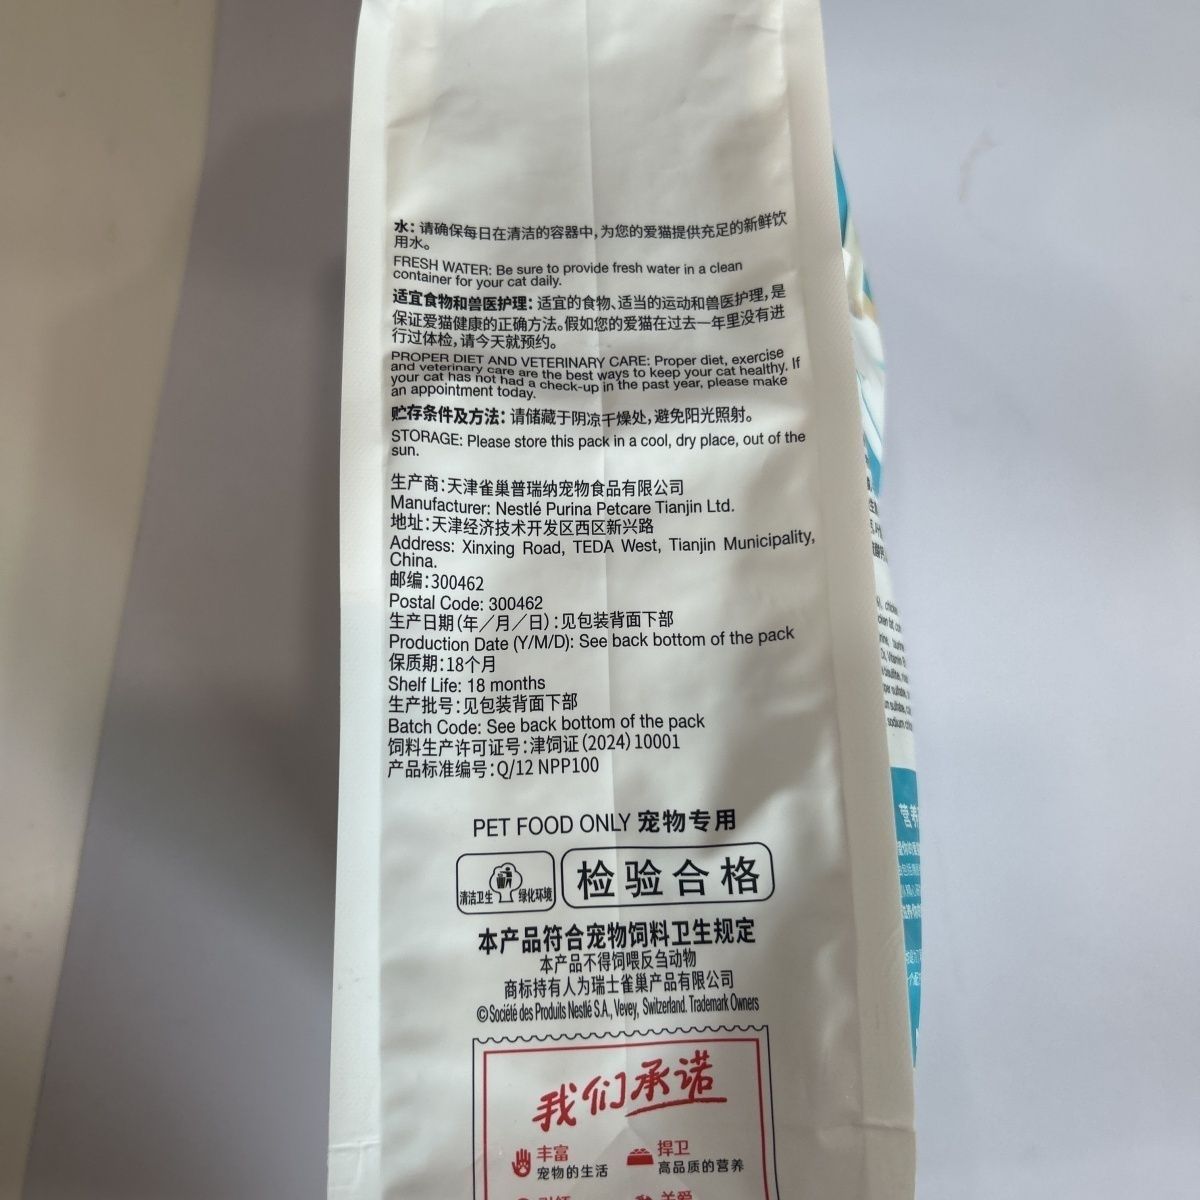 水：请确保每日在清洁的容器中，为您的爱猫提供充足的新鲜饮
用水。
FRESH WATER: Be sure to provide fresh water in a clean
container for your cat daily.
适宜食物和兽医护理：适宜的食物、适当的运动和兽医护理，是
保证爱猫健康的正确方法。假如您的爱猫在过去一年里没有进
行过体检，请今天就预约。
PROPER DIET AND VETERINARY CARE: Proper diet, exercise
and veterinary care are the best ways to keep your cat healthy. If
your cat has not had a check-up in the past year, please make
an appointment today.
贮存条件及方法：请储藏于阴凉干燥处，避免阳光照射。
STORAGE: Please store this pack in a cool, dry place, out of the
sun.
生产商：天津雀巢普瑞纳宠物食品有限公司
Manufacturer: Nestlé Purina Petcare Tianjin Ltd.
地址：天津经济技术开发区西区新兴路
Address: Xinxing Road, TEDA West, Tianjin Municipality,
China.
邮编：300462
Postal Code: 300462
生产日期（年／月／日）：见包装背面下部
Production Date (Y/M/D): See back bottom of the pack
保质期：18个月
Shelf Life: 18 months
生产批号：见包装背面下部
Batch Code: See back bottom of the pack
饲料生产许可证号：津饲证（2024）10001
产品标准编号：Q/12 NPP100
PET FOOD ONLY 宠物专用
清洁卫生 绿化环境
检验合格
本产品符合宠物饲料卫生规定
本产品不得饲喂反刍动物
商标持有人为瑞士雀巢产品有限公司
© Société des Produits Nestlé S.A., Vevey, Switzerland. Trademark Owners
我们承诺
丰富 捍卫
宠物的生活 高品质的营养
关爱
营养